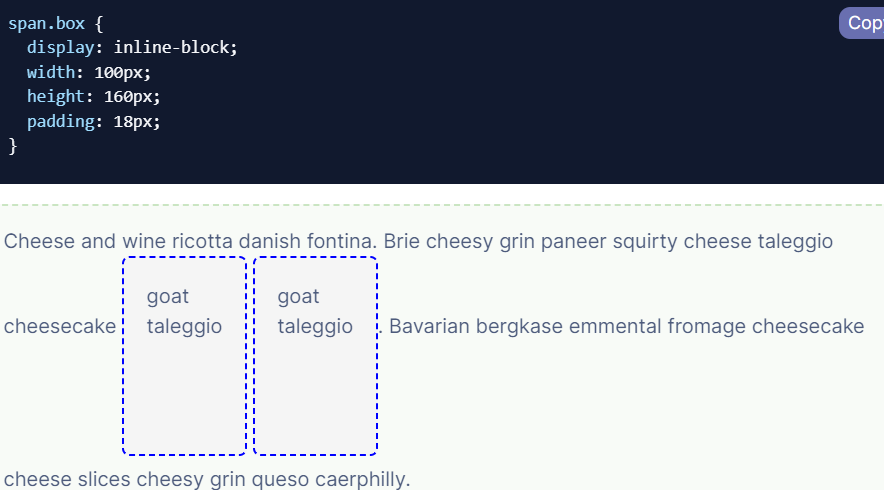 span.box {
  display: inline-block;
  width: 100px;
  height: 160px;
  padding: 18px;
}
Copy
Cheese and wine ricotta danish fontina. Brie cheesy grin paneer squirty cheese taleggio
goat
goat
cheesecake taleggio taleggio . Bavarian bergkase emmental fromage cheesecake
cheese slices cheesy grin queso caerphilly.